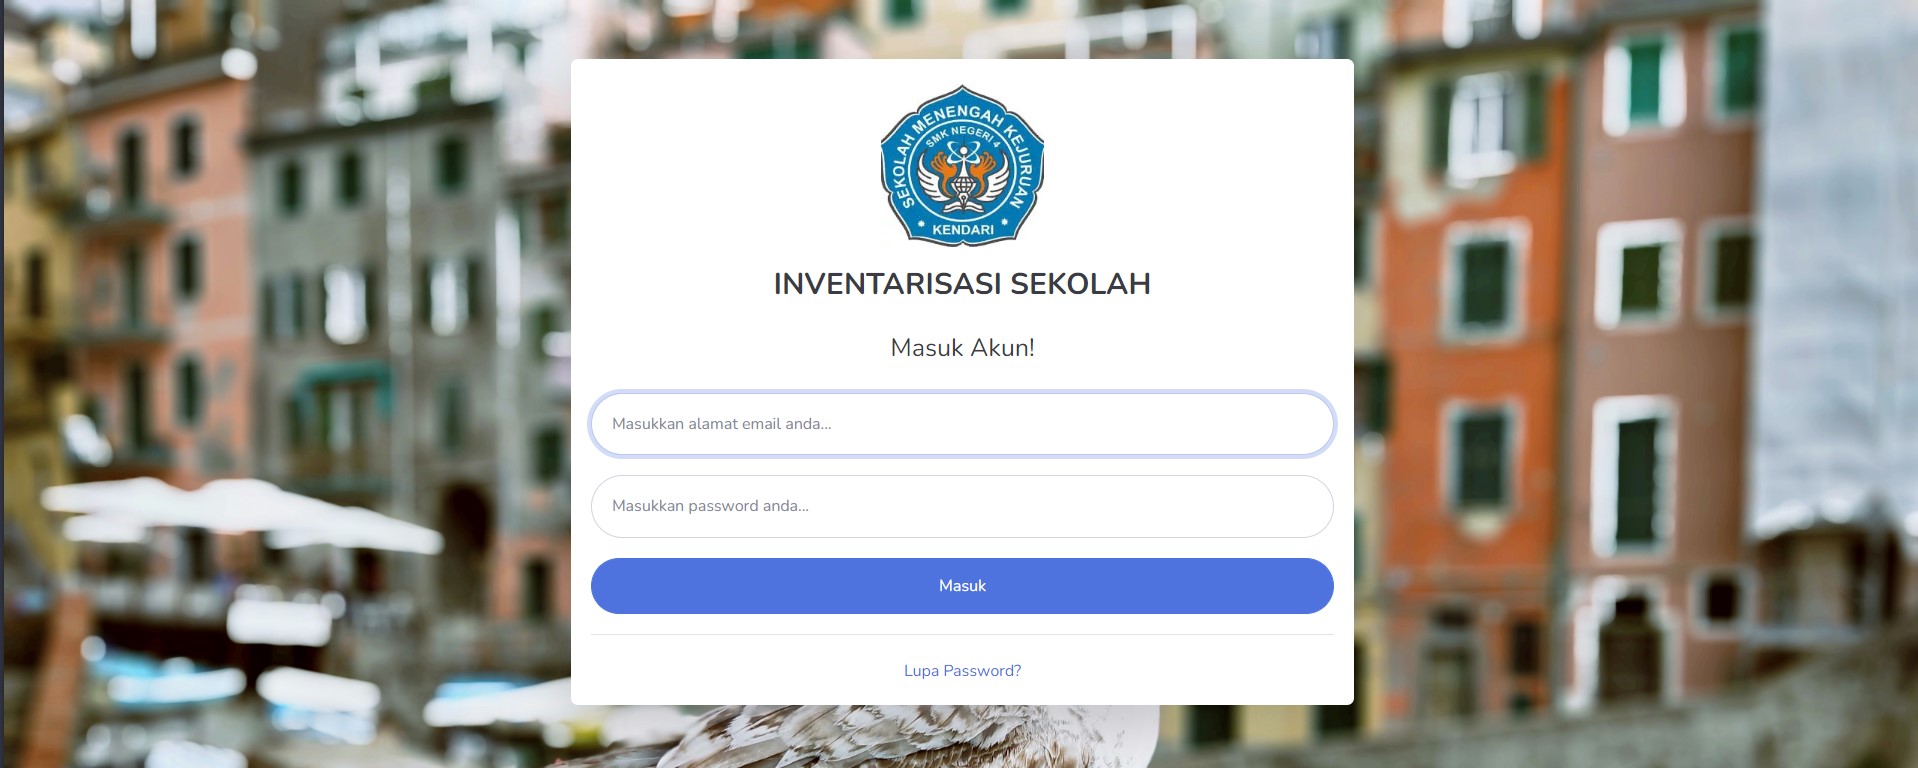 SEKOLAH MENENGAH KEJURUAN
SMK NEGERI 4
KENDARI
INVENTARISASI SEKOLAH
Masuk Akun!
Masukkan alamat email anda...
Masukkan password anda...
Masuk
Lupa Password?